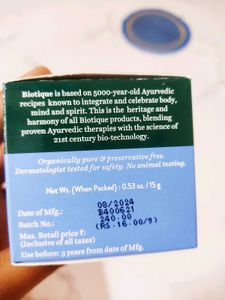 Biotique is based on 5000-year-old Ayurvedic
recipes known to integrate and celebrate body,
mind and spirit. This is the heritage and
harmony of all Biotique products, blending
proven Ayurvedic therapies with the science of
21st century bio-technology.
Organically pure & preservative free.
Dermatologist tested for safety. No animal testing.
Net Wt. (When Packed) : 0.53 oz. / 15 g
Date of Mfg.: 08/2024
Batch No.: B400621
Max. Retail price ₹: 240.00
(Inclusive of all taxes) (RS.16.00/g)
Use before: 3 years from date of Mfg.